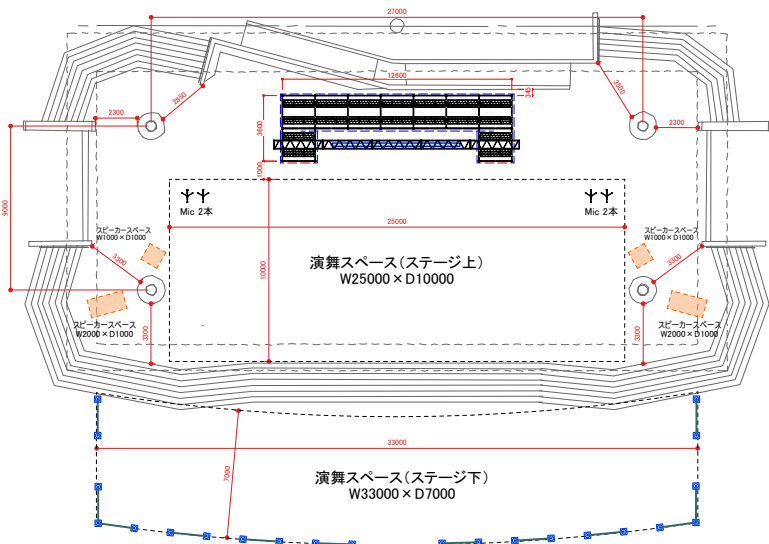 27000
12600
345
2850
3500
2300
3600
2300
1000
9000
Mic 2本
Mic 2本
25000
スピーカースペース
W1000×D1000
スピーカースペース
W1000×D1000
3300
3300
演舞スペース(ステージ上)
W25000×D10000
10000
スピーカースペース
W2000×D1000
スピーカースペース
W2000×D1000
3300
3300
33000
7000
演舞スペース(ステージ下)
W33000×D7000